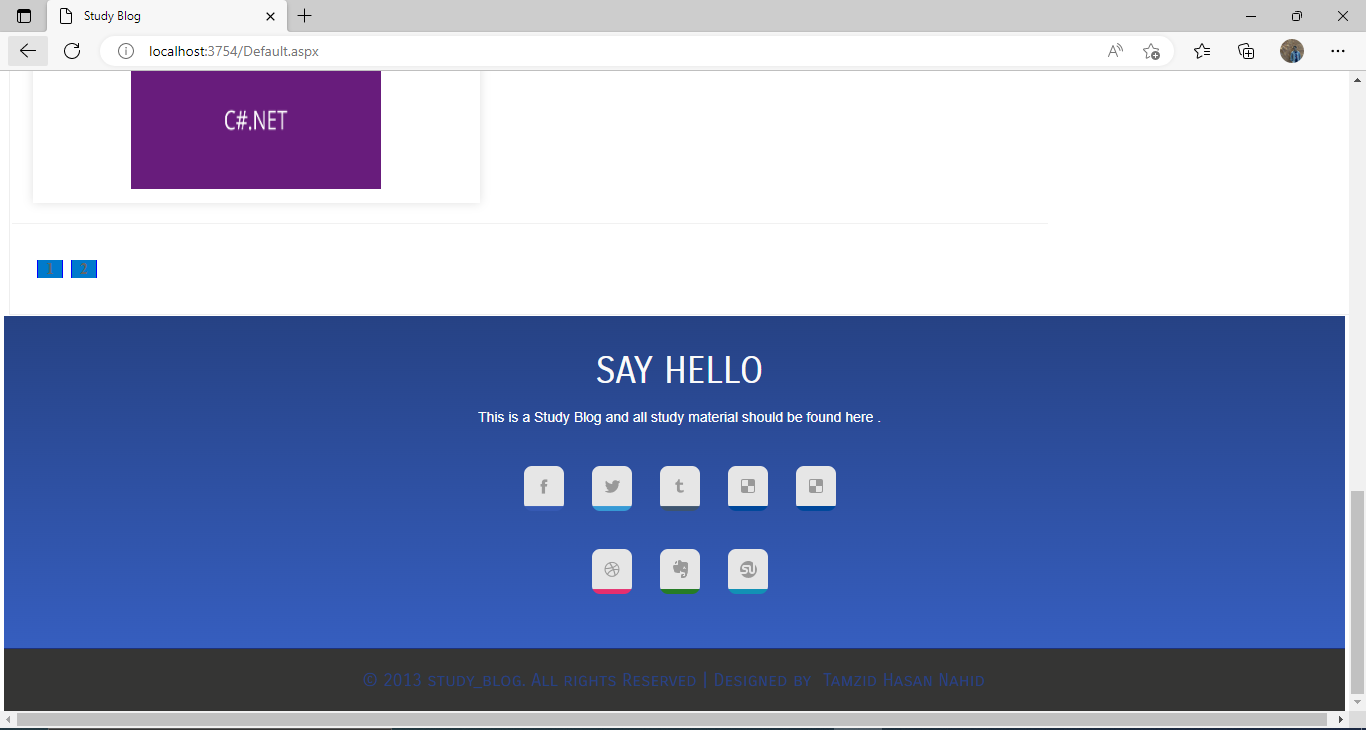 Study Blog
localhost:3754/Default.aspx
C#.NET
1 2
SAY HELLO
This is a Study Blog and all study material should be found here .
© 2013 study_blog. All rights Reserved | Designed by Tamzid Hasan Nahid